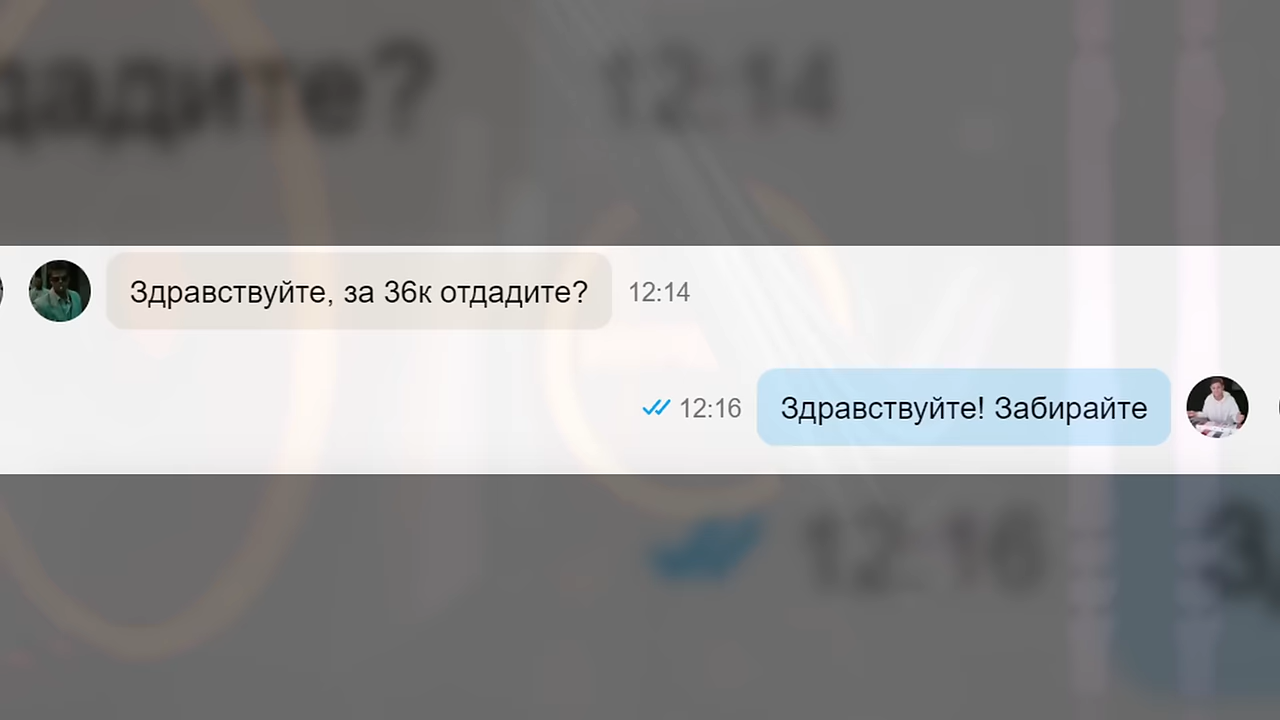 дадите? 12:14
Здравствуйте, за 36к отдадите? 12:14
12:16 Здравствуйте! Забирайте
12:16 З